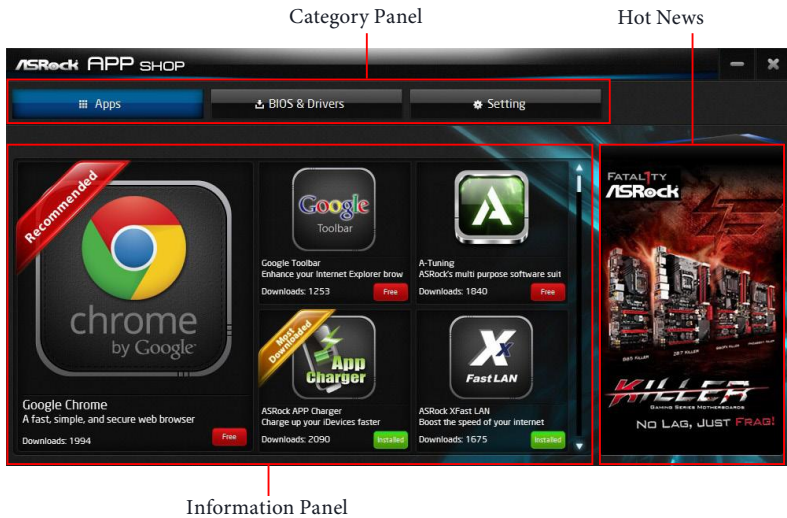 Category Panel
Hot News
ASRock APP SHOP
Apps
BIOS & Drivers
Setting
Recommended
chrome
by Google
Google Chrome
A fast, simple, and secure web browser
Downloads: 1994
Free
Google
Toolbar
Google Toolbar
Enhance your Internet Explorer brow
Downloads: 1253
Free
A-Tuning
ASRock's multi purpose software suit
Downloads: 1840
Free
Most
Downloaded
App
Charger
ASRock APP Charger
Charge up your iDevices faster
Downloads: 2090
Installed
X
Fast LAN
ASRock XFast LAN
Boost the speed of your internet
Downloads: 1675
Installed
FATAL1TY
ASRock
B85 KILLER
Z87 KILLER
KILLER
GAMING SERIES MOTHERBOARDS
NO LAG, JUST FRAG!
Information Panel